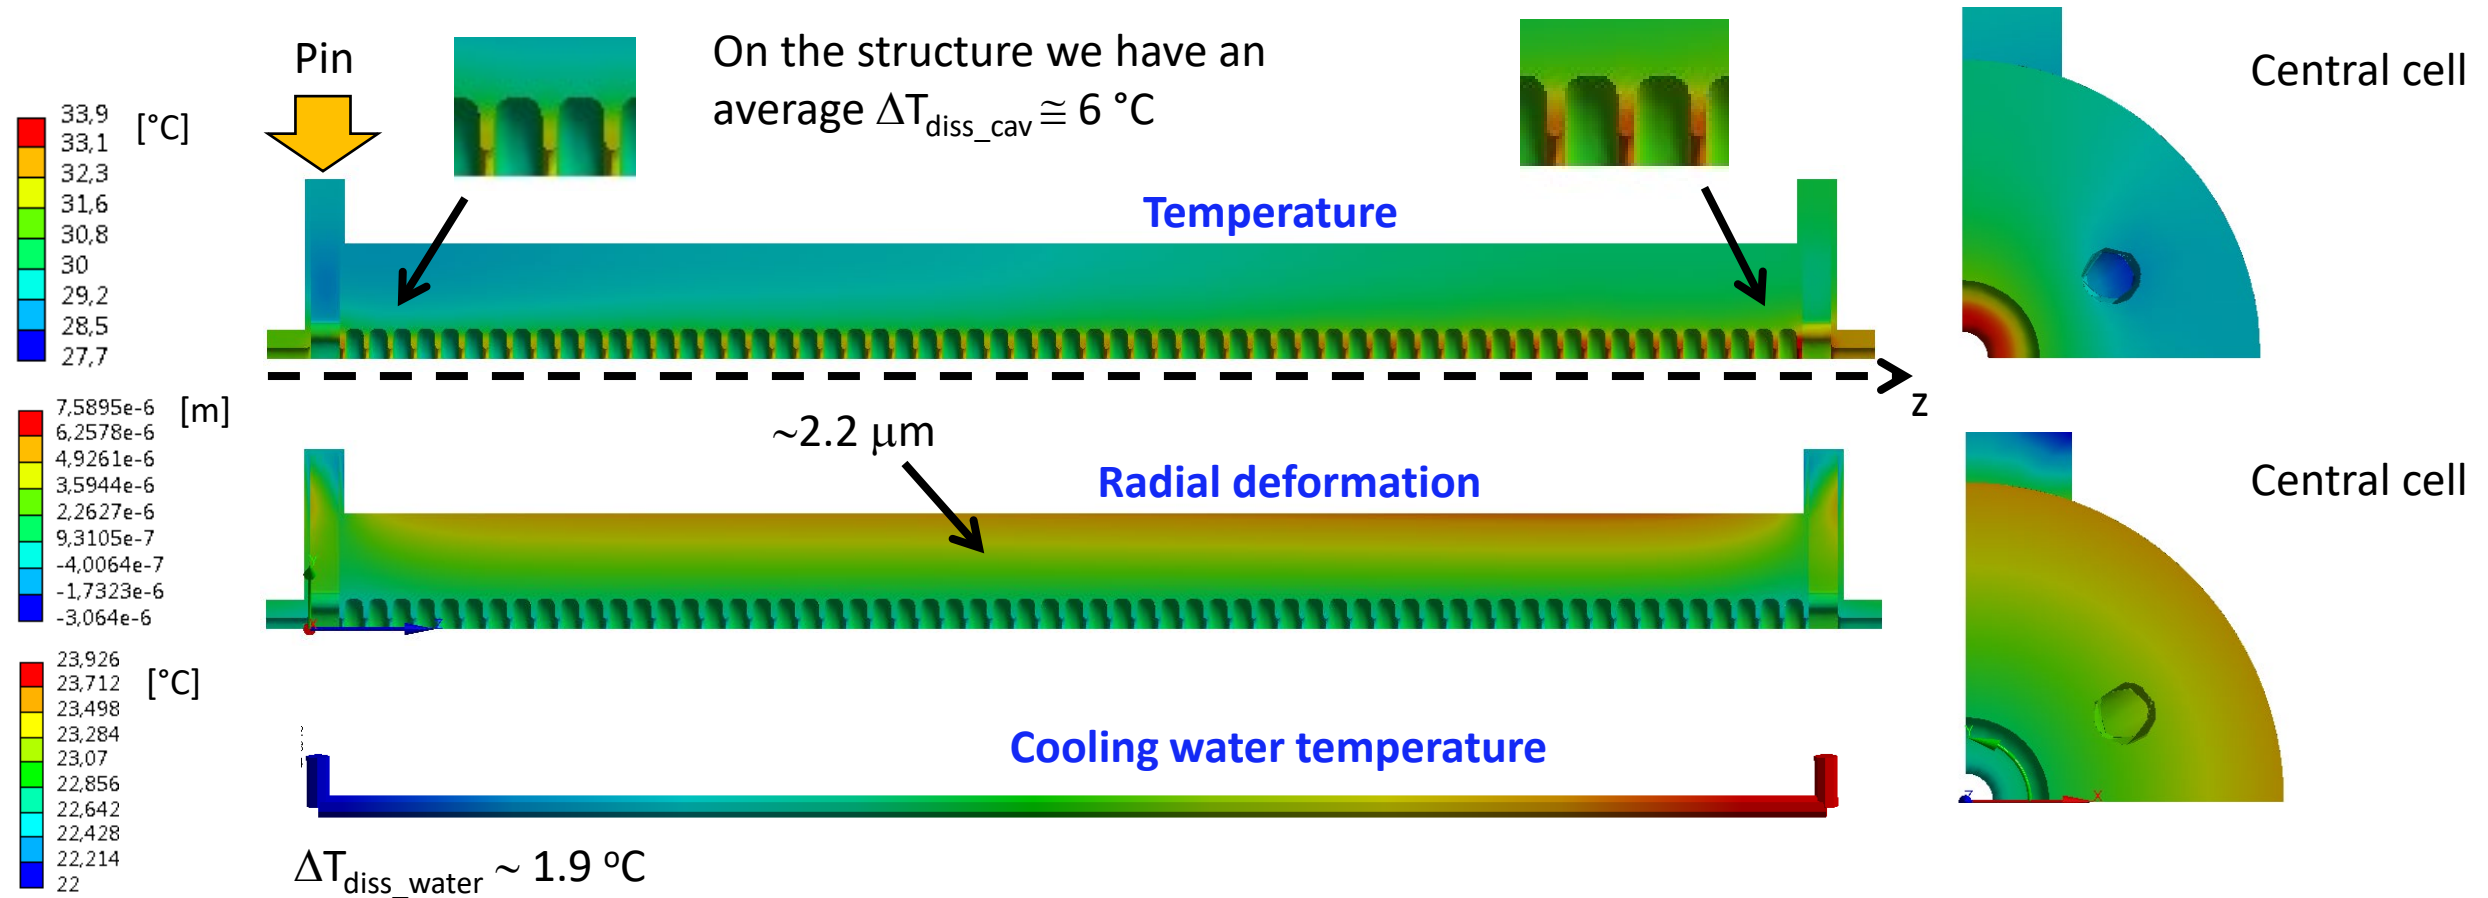 Pin
On the structure we have an
average ΔT_diss_cav ≅ 6 °C
Central cell
[°C]
33,9
33,1
32,3
31,6
30,8
30
29,2
28,5
27,7
Temperature
z
[m]
7,5895e-6
6,2578e-6
4,9261e-6
3,5944e-6
2,2627e-6
9,3105e-7
-4,0064e-7
-1,7323e-6
-3,064e-6
~2.2 μm
Radial deformation
Central cell
Y
Z
Y
Z
X
[°C]
23,926
23,712
23,498
23,284
23,07
22,856
22,642
22,428
22,214
22
Cooling water temperature
ΔT_diss_water ~ 1.9 °C